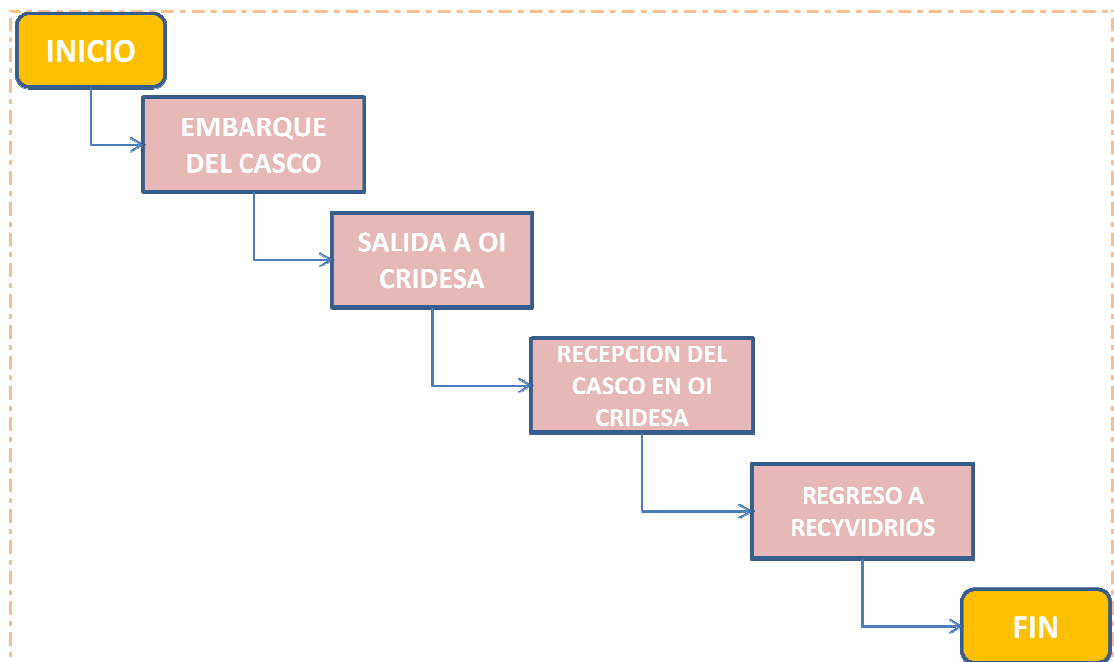 INICIO
EMBARQUE
DEL CASCO
SALIDA A OI
CRIDESA
RECEPCION DEL
CASCO EN OI
CRIDESA
REGRESO A
RECYVIDRIOS
FIN